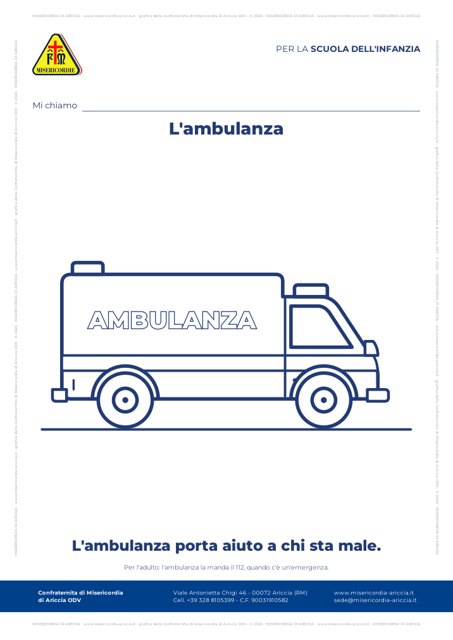 MISERICORDIE
PER LA SCUOLA DELL'INFANZIA
Mi chiamo
L'ambulanza
AMBULANZA
L'ambulanza porta aiuto a chi sta male.
Per l'adulto: l'ambulanza la manda il 112, quando c'è un'emergenza.
Confraternita di Misericordia
di Ariccia ODV
Viale Antonietta Chigi 46 - 00072 Ariccia (RM)
Cell. +39 328 8105399 - C.F. 90031910582
www.misericordia-ariccia.it
sede@misericordia-ariccia.it